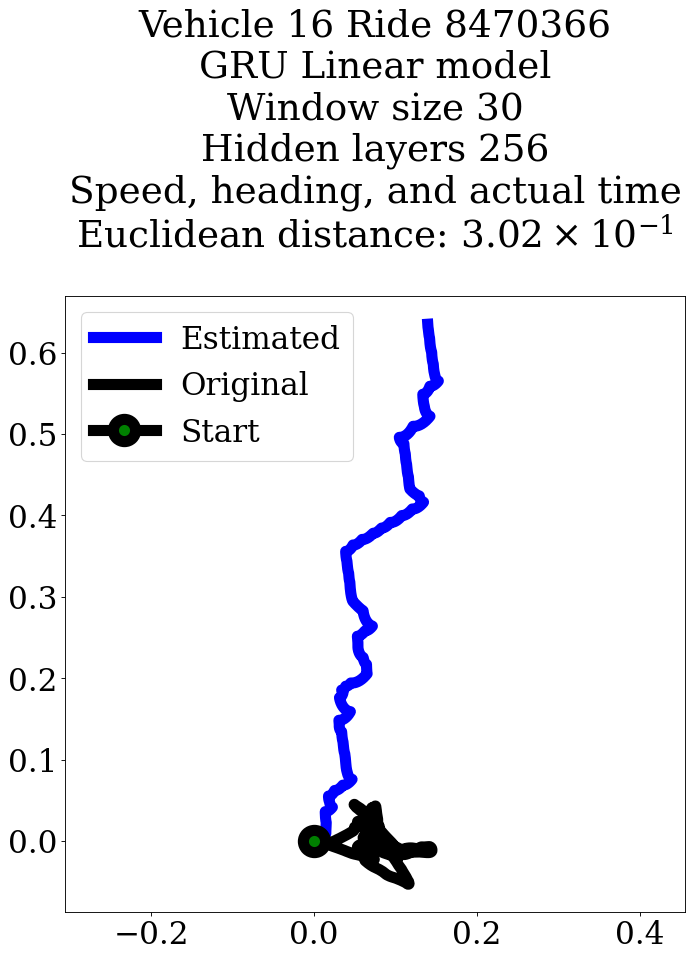 Vehicle 16 Ride 8470366
GRU Linear model
Window size 30
Hidden layers 256
Speed, heading, and actual time
Euclidean distance: 3.02 × 10⁻¹
Estimated
Original
Start
0.6
0.5
0.4
0.3
0.2
0.1
0.0
−0.2 0.0 0.2 0.4